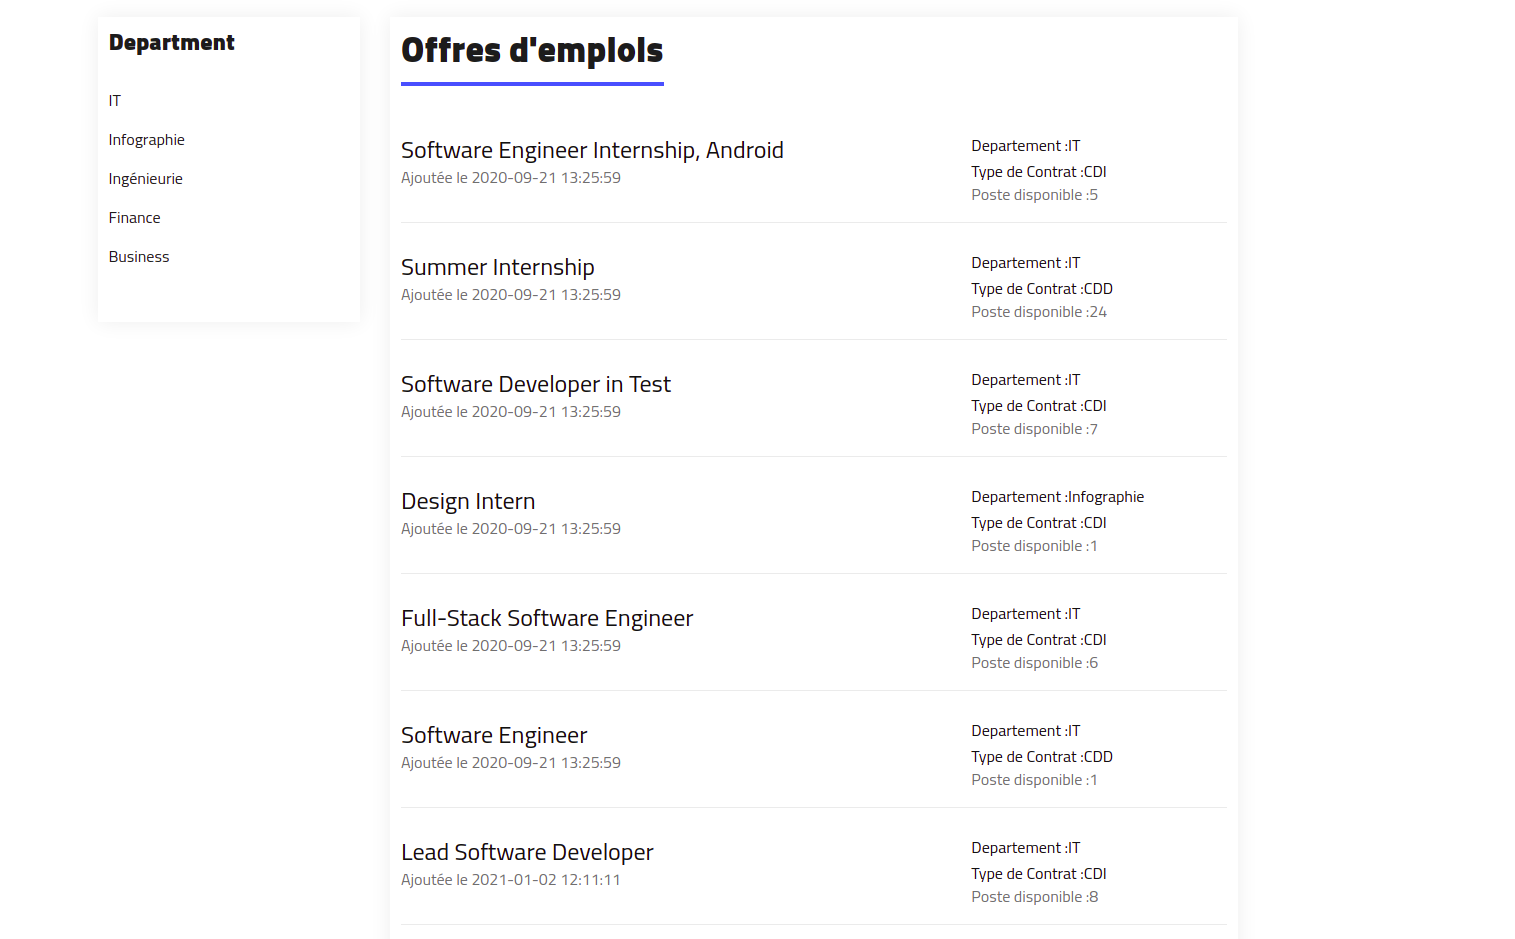 Department
IT
Infographie
Ingénieurie
Finance
Business
Offres d'emplols
Software Engineer Internship, Android
Ajoutée le 2020-09-21 13:25:59
Departement :IT
Type de Contrat :CDI
Poste disponible :5
Summer Internship
Ajoutée le 2020-09-21 13:25:59
Departement :IT
Type de Contrat :CDD
Poste disponible :24
Software Developer in Test
Ajoutée le 2020-09-21 13:25:59
Departement :IT
Type de Contrat :CDI
Poste disponible :7
Design Intern
Ajoutée le 2020-09-21 13:25:59
Departement :Infographie
Type de Contrat :CDI
Poste disponible :1
Full-Stack Software Engineer
Ajoutée le 2020-09-21 13:25:59
Departement :IT
Type de Contrat :CDI
Poste disponible :6
Software Engineer
Ajoutée le 2020-09-21 13:25:59
Departement :IT
Type de Contrat :CDD
Poste disponible :1
Lead Software Developer
Ajoutée le 2021-01-02 12:11:11
Departement :IT
Type de Contrat :CDI
Poste disponible :8